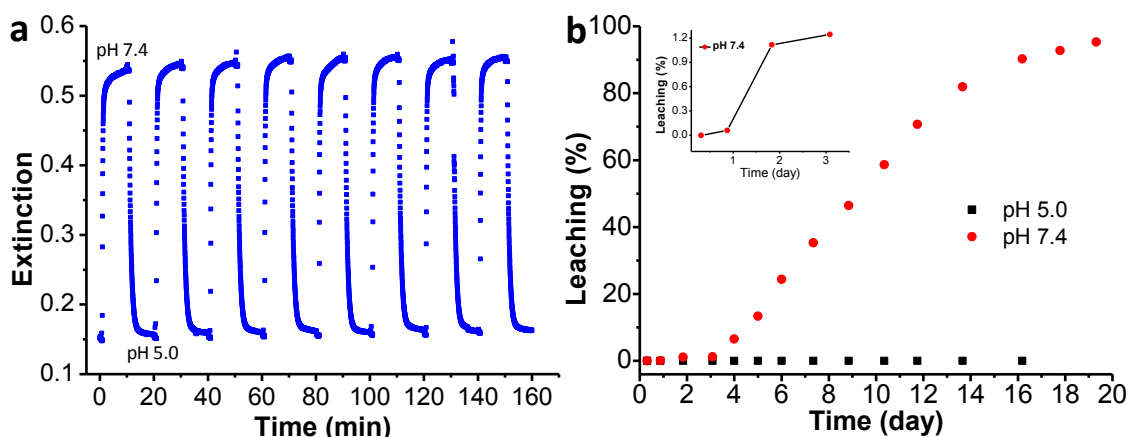 a
pH 7.4
pH 5.0
Extinction
0.6
0.5
0.4
0.3
0.2
0.1
0 20 40 60 80 100 120 140 160
Time (min)
b
Leaching (%)
100
80
60
40
20
0
0 2 4 6 8 10 12 14 16 18 20
Time (day)
pH 5.0
pH 7.4
Leaching (%)
1.2
0.9
0.6
0.3
0.0
1 2 3
Time (day)
pH 7.4